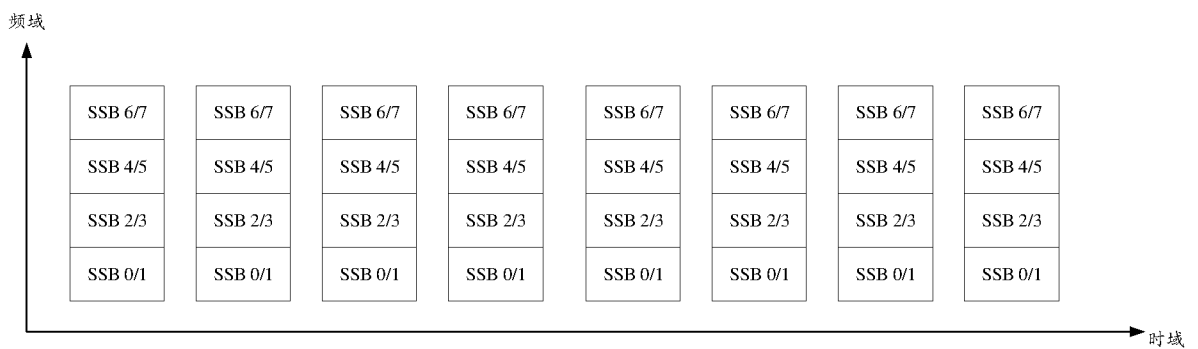 频域
SSB 6/7 SSB 6/7 SSB 6/7 SSB 6/7 SSB 6/7 SSB 6/7 SSB 6/7 SSB 6/7
SSB 4/5 SSB 4/5 SSB 4/5 SSB 4/5 SSB 4/5 SSB 4/5 SSB 4/5 SSB 4/5
SSB 2/3 SSB 2/3 SSB 2/3 SSB 2/3 SSB 2/3 SSB 2/3 SSB 2/3 SSB 2/3
SSB 0/1 SSB 0/1 SSB 0/1 SSB 0/1 SSB 0/1 SSB 0/1 SSB 0/1 SSB 0/1
时域